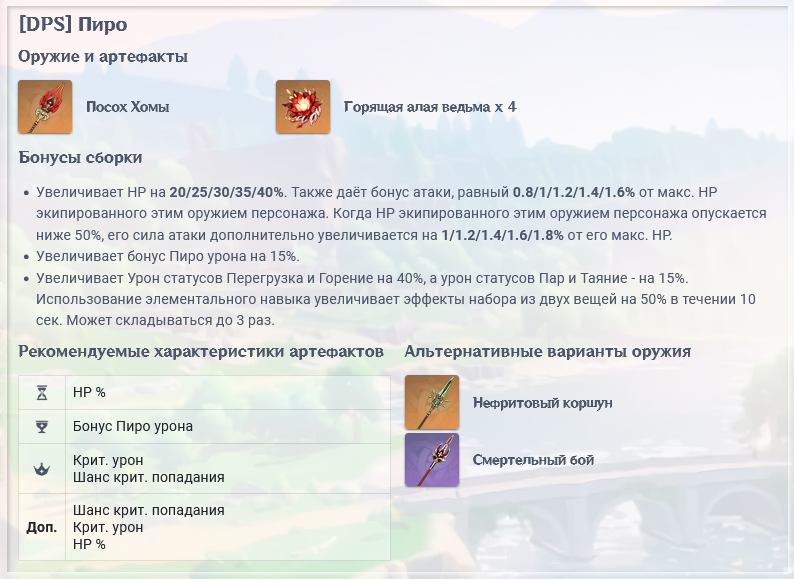 [DPS] Пиро
Оружие и артефакты
Посох Хомы
Горящая алая ведьма x 4
Бонусы сборки
Увеличивает HP на 20/25/30/35/40%. Также даёт бонус атаки, равный 0.8/1/1.2/1.4/1.6% от макс. HP
экипированного этим оружием персонажа. Когда HP экипированного этим оружием персонажа опускается
ниже 50%, его сила атаки дополнительно увеличивается на 1/1.2/1.4/1.6/1.8% от его макс. HP.
Увеличивает бонус Пиро урона на 15%.
Увеличивает Урон статусов Перегрузка и Горение на 40%, а урон статусов Пар и Таяние - на 15%.
Использование элементального навыка увеличивает эффекты набора из двух вещей на 50% в течении 10
сек. Может складываться до 3 раз.
Рекомендуемые характеристики артефактов
HP %
Бонус Пиро урона
Крит. урон
Шанс крит. попадания
Доп.
Шанс крит. попадания
Крит. урон
HP %
Альтернативные варианты оружия
Нефритовый коршун
Смертельный бой